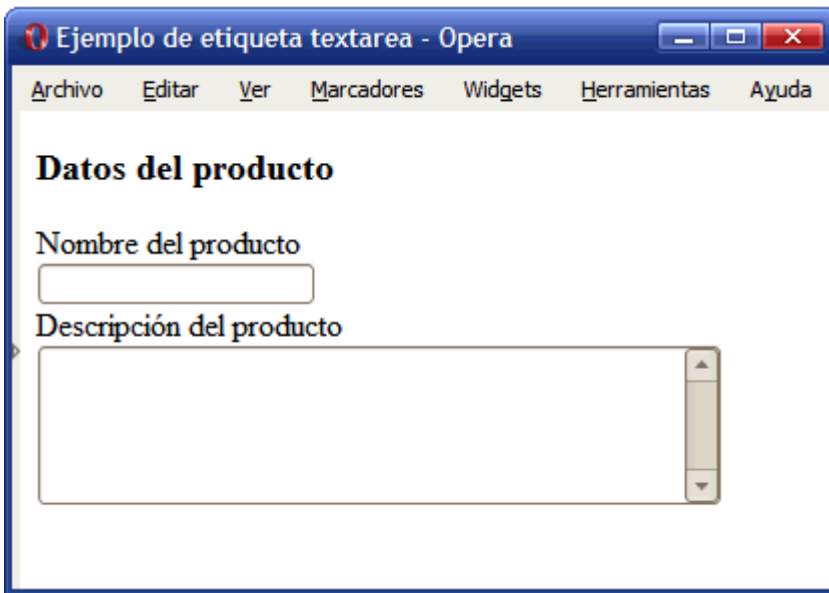 Ejemplo de etiqueta textarea - Opera
Archivo Editar Ver Marcadores Widgets Herramientas Ayuda
Datos del producto
Nombre del producto
Descripción del producto